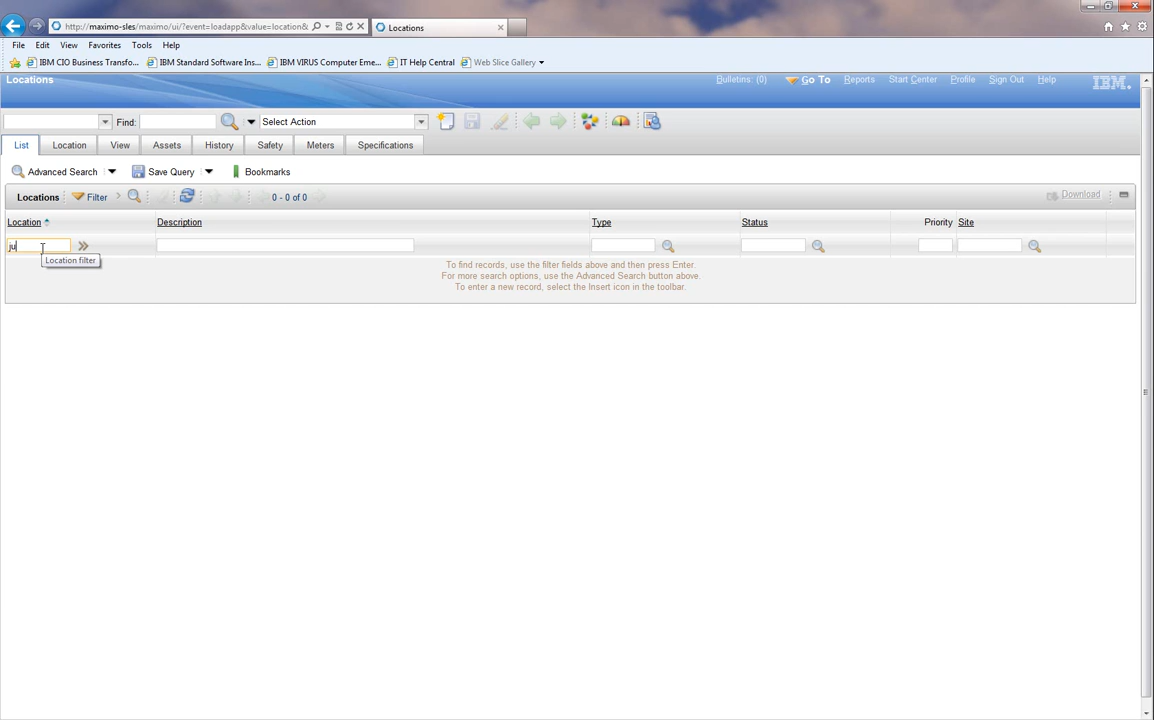 http://maximo-sles/maximo/ui/?event=loadapp&value=location& Locations
File Edit View Favorites Tools Help
IBM CIO Business Transfo... IBM Standard Software Ins... IBM VIRUS Computer Eme... IT Help Central Web Slice Gallery
Locations Bulletins: (0) Go To Reports Start Center Profile Sign Out Help IBM.
Find: Select Action
List Location View Assets History Safety Meters Specifications
Advanced Search Save Query Bookmarks
Locations Filter 0 - 0 of 0 Download
Location Description Type Status Priority Site
ju
Location filter
To find records, use the filter fields above and then press Enter.
For more search options, use the Advanced Search button above.
To enter a new record, select the Insert icon in the toolbar.